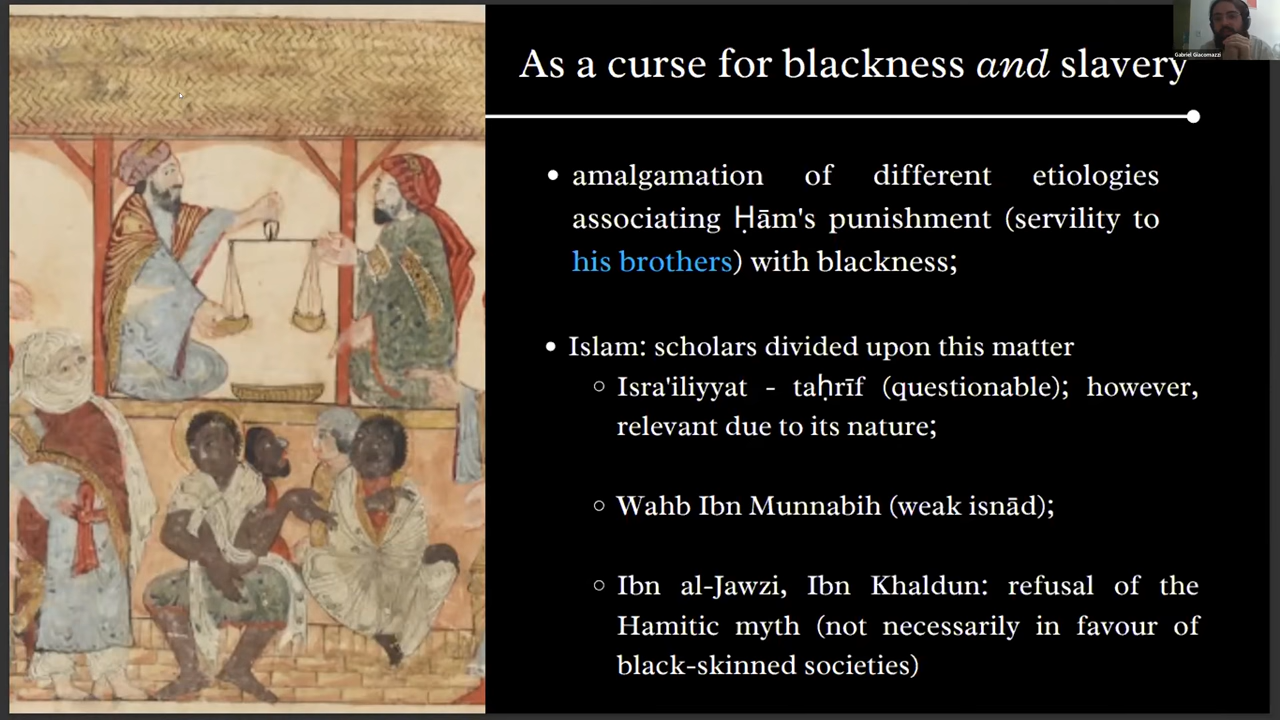 As a curse for blackness and slavery
Gabriel Giacomazzi
• amalgamation of different etiologies
associating Ḥām's punishment (servility to
his brothers) with blackness;
• Islam: scholars divided upon this matter
○ Isra'iliyyat - taḥrīf (questionable); however,
relevant due to its nature;
○ Wahb Ibn Munnabih (weak isnād);
○ Ibn al-Jawzi, Ibn Khaldun: refusal of the
Hamitic myth (not necessarily in favour of
black-skinned societies)